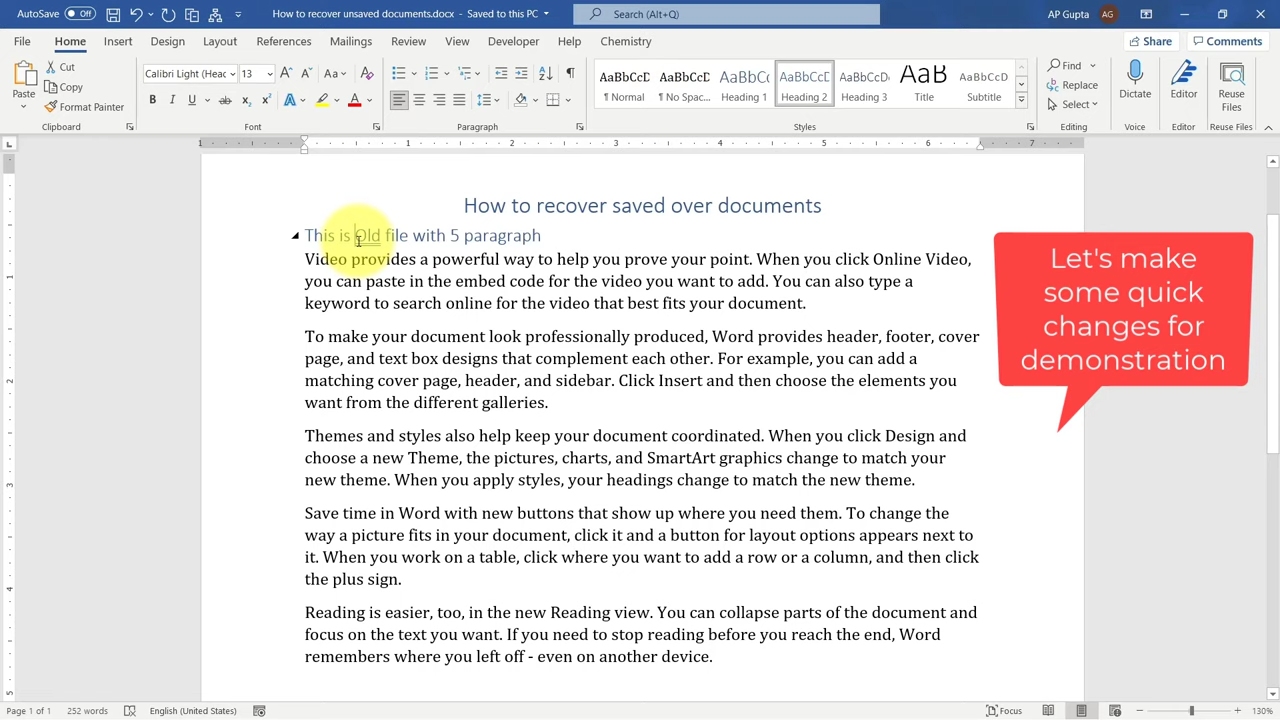 AutoSave Off How to recover unsaved documents.docx - Saved to this PC Search (Alt+Q) AP Gupta AG
File Home Insert Design Layout References Mailings Review View Developer Help Chemistry Share Comments
Paste Cut Copy Format Painter Clipboard
Calibri Light (Head 13 Font
Paragraph
AaBbCcDc AaBbCcDc AaBbCc AaBbCcD AaBbCcDd AaB AaBbCcD
¶ Normal ¶ No Spac... Heading 1 Heading 2 Heading 3 Title Subtitle
Styles
Find Replace Select Editing
Dictate Voice
Editor Editor
Reuse Files Reuse Files
1 1 2 3 4 5 6 7
How to recover saved over documents
This is Old file with 5 paragraph
Video provides a powerful way to help you prove your point. When you click Online Video,
you can paste in the embed code for the video you want to add. You can also type a
keyword to search online for the video that best fits your document.
To make your document look professionally produced, Word provides header, footer, cover
page, and text box designs that complement each other. For example, you can add a
matching cover page, header, and sidebar. Click Insert and then choose the elements you
want from the different galleries.
Themes and styles also help keep your document coordinated. When you click Design and
choose a new Theme, the pictures, charts, and SmartArt graphics change to match your
new theme. When you apply styles, your headings change to match the new theme.
Save time in Word with new buttons that show up where you need them. To change the
way a picture fits in your document, click it and a button for layout options appears next to
it. When you work on a table, click where you want to add a row or a column, and then click
the plus sign.
Reading is easier, too, in the new Reading view. You can collapse parts of the document and
focus on the text you want. If you need to stop reading before you reach the end, Word
remembers where you left off - even on another device.
Let's make
some quick
changes for
demonstration
1
2
3
4
5
Page 1 of 1 252 words English (United States) Focus 130%